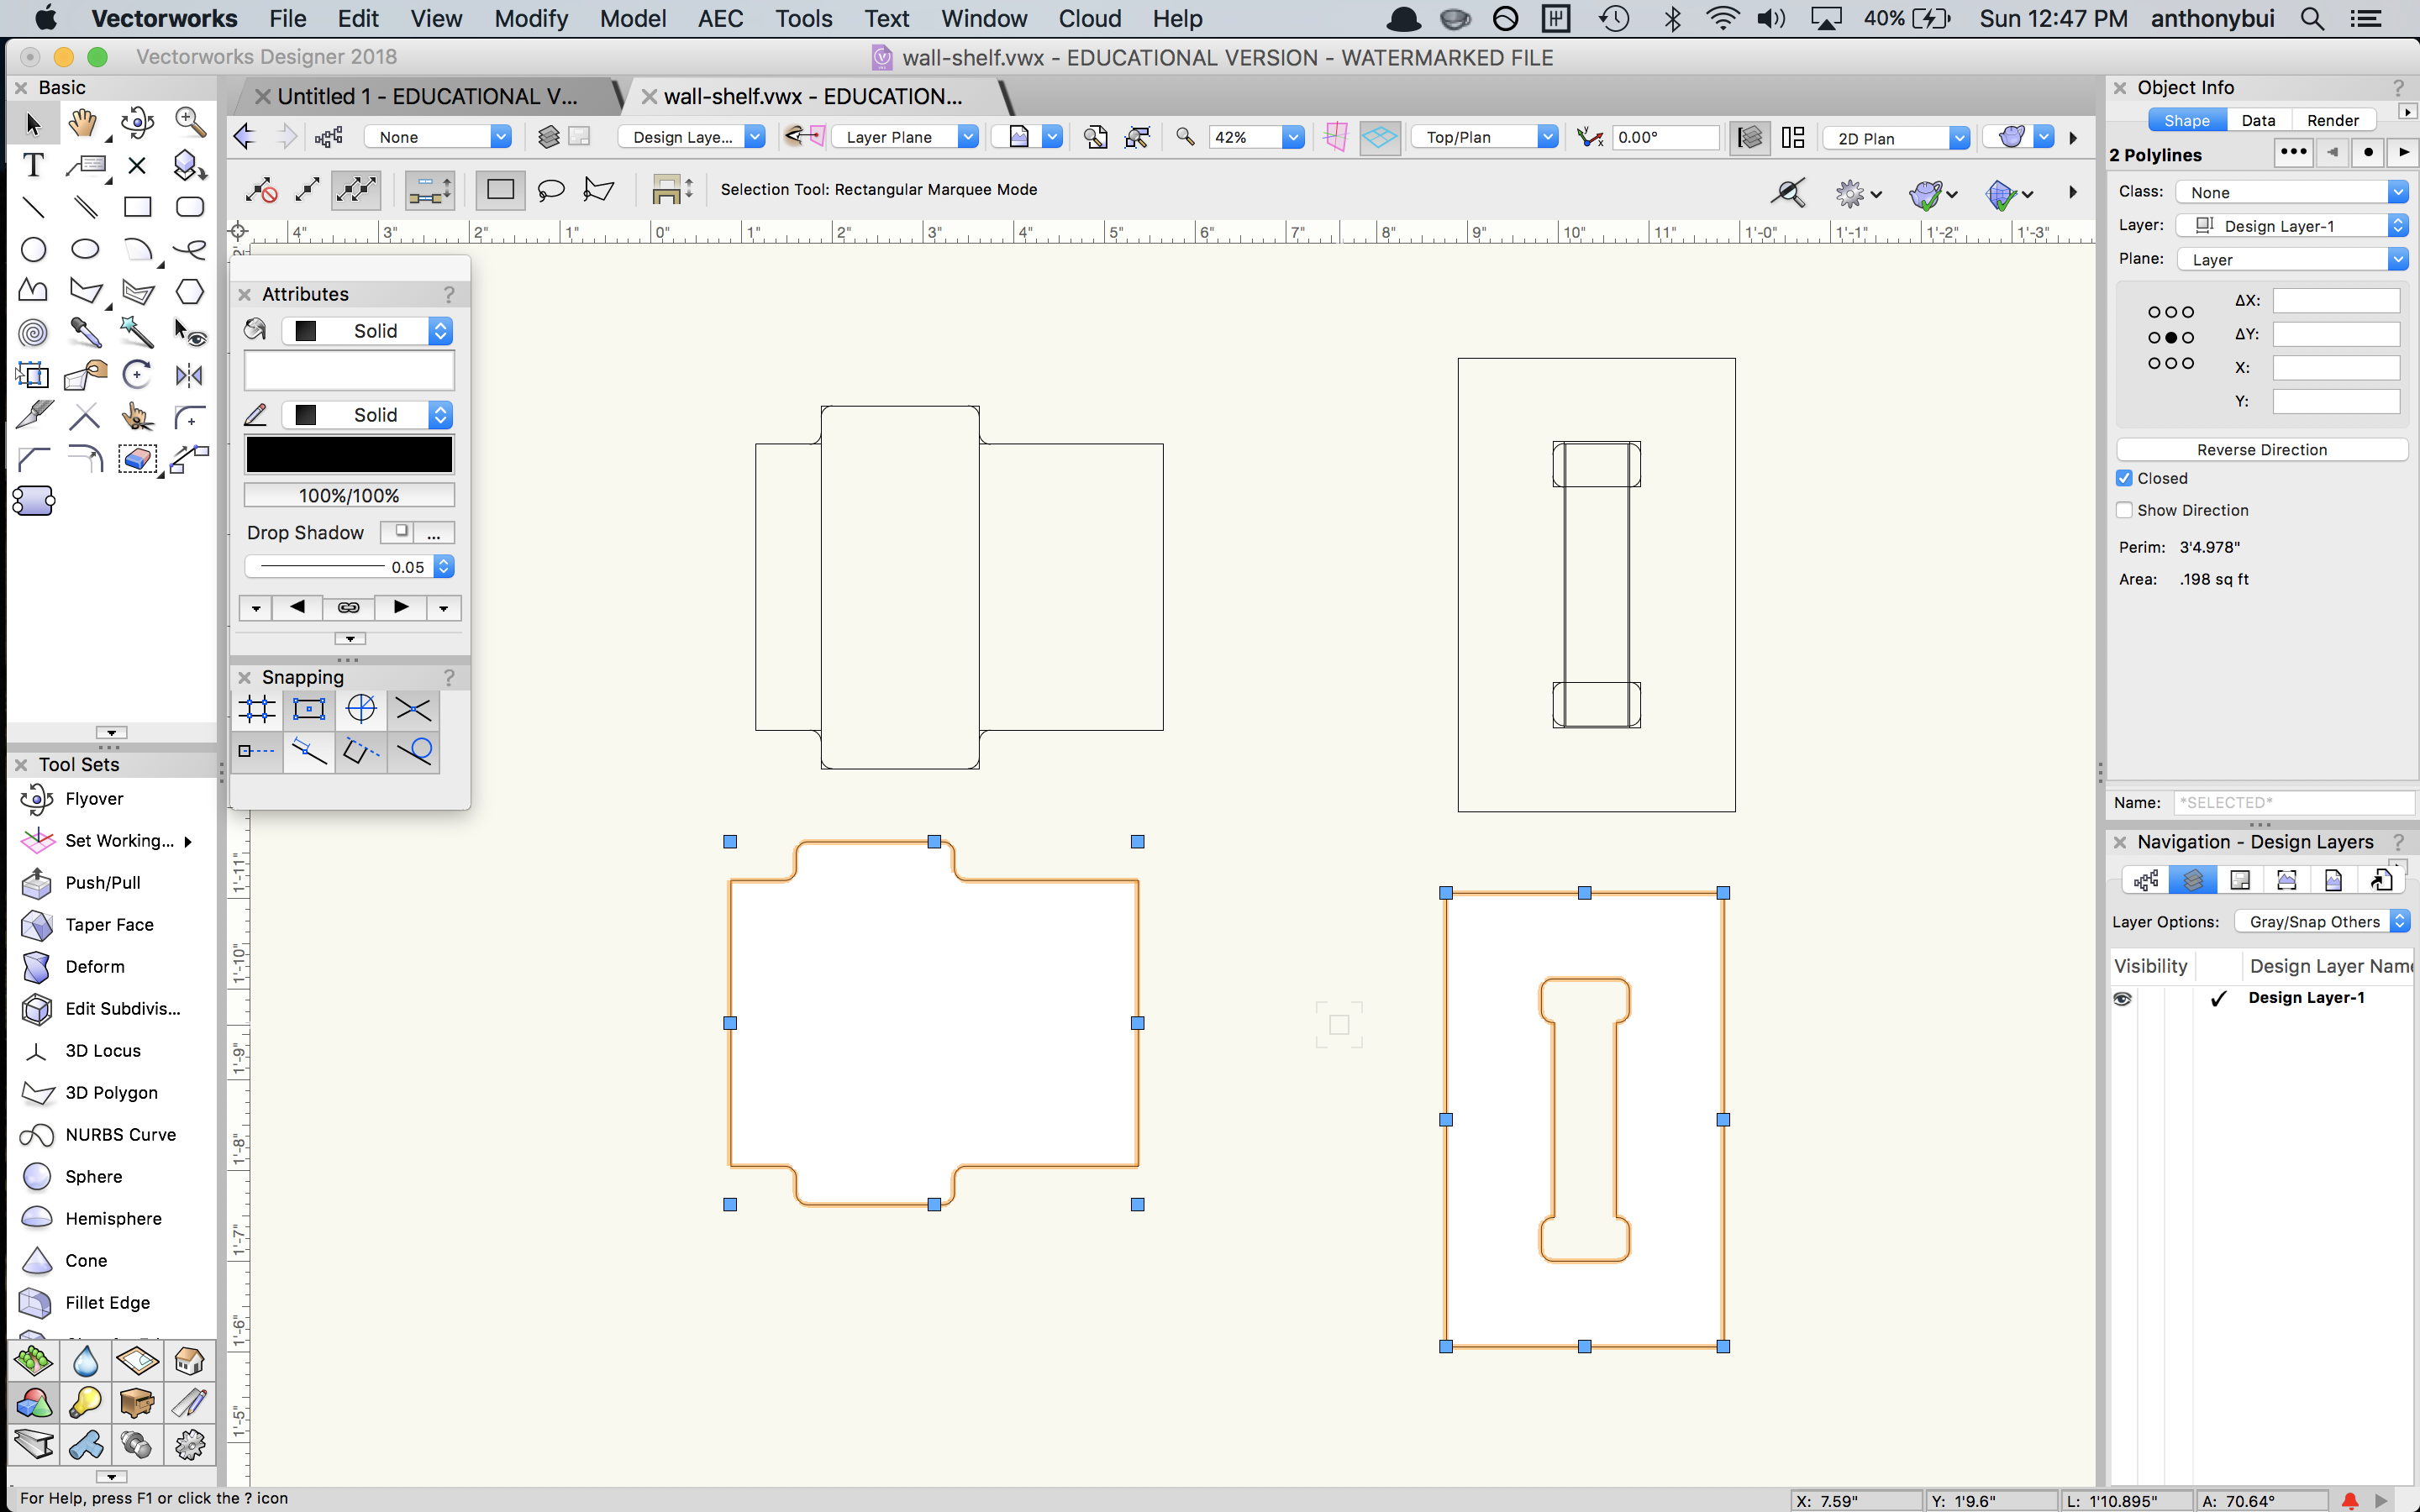 Vectorworks File Edit View Modify Model AEC Tools Text Window Cloud Help 40% Sun 12:47 PM anthonybui
Vectorworks Designer 2018
wall-shelf.vwx - EDUCATIONAL VERSION - WATERMARKED FILE
Basic
Untitled 1 - EDUCATIONAL V...
wall-shelf.vwx - EDUCATION...
None
Design Laye...
Layer Plane
42%
Top/Plan
0.00°
2D Plan
Selection Tool: Rectangular Marquee Mode
4" 3" 2" 1" 0" 1" 2" 3" 4" 5" 6" 7" 8" 9" 10" 11" 1'-0" 1'-1" 1'-2" 1'-3"
Attributes ?
Solid
Solid
100%/100%
Drop Shadow ...
0.05
Snapping ?
1'-11"
1'-10"
1'-9"
1'-8"
1'-7"
1'-6"
1'-5"
Tool Sets
Flyover
Set Working...
Push/Pull
Taper Face
Deform
Edit Subdivis...
3D Locus
3D Polygon
NURBS Curve
Sphere
Hemisphere
Cone
Fillet Edge
Object Info ?
Shape Data Render
2 Polylines
Class: None
Layer: Design Layer-1
Plane: Layer
ΔX:
ΔY:
X:
Y:
Reverse Direction
Closed
Show Direction
Perim: 3'4.978"
Area: .198 sq ft
Name: *SELECTED*
Navigation - Design Layers ?
Layer Options: Gray/Snap Others
Visibility Design Layer Name
Design Layer-1
For Help, press F1 or click the ? icon
X: 7.59" Y: 1'9.6" L: 1'10.895" A: 70.64°